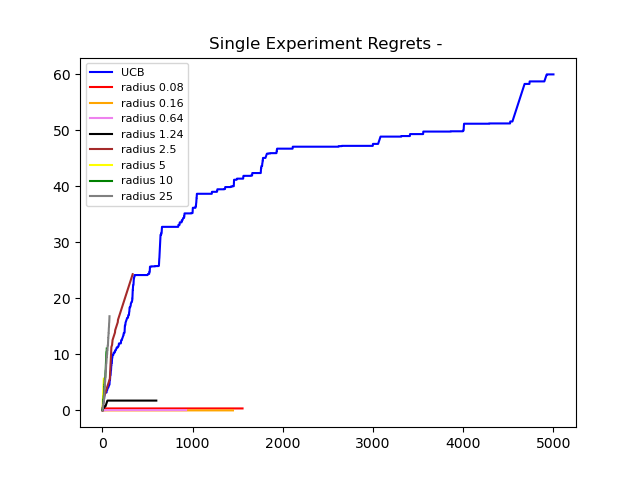 Single Experiment Regrets -
60
50
40
30
20
10
0
UCB
radius 0.08
radius 0.16
radius 0.64
radius 1.24
radius 2.5
radius 5
radius 10
radius 25
0 1000 2000 3000 4000 5000